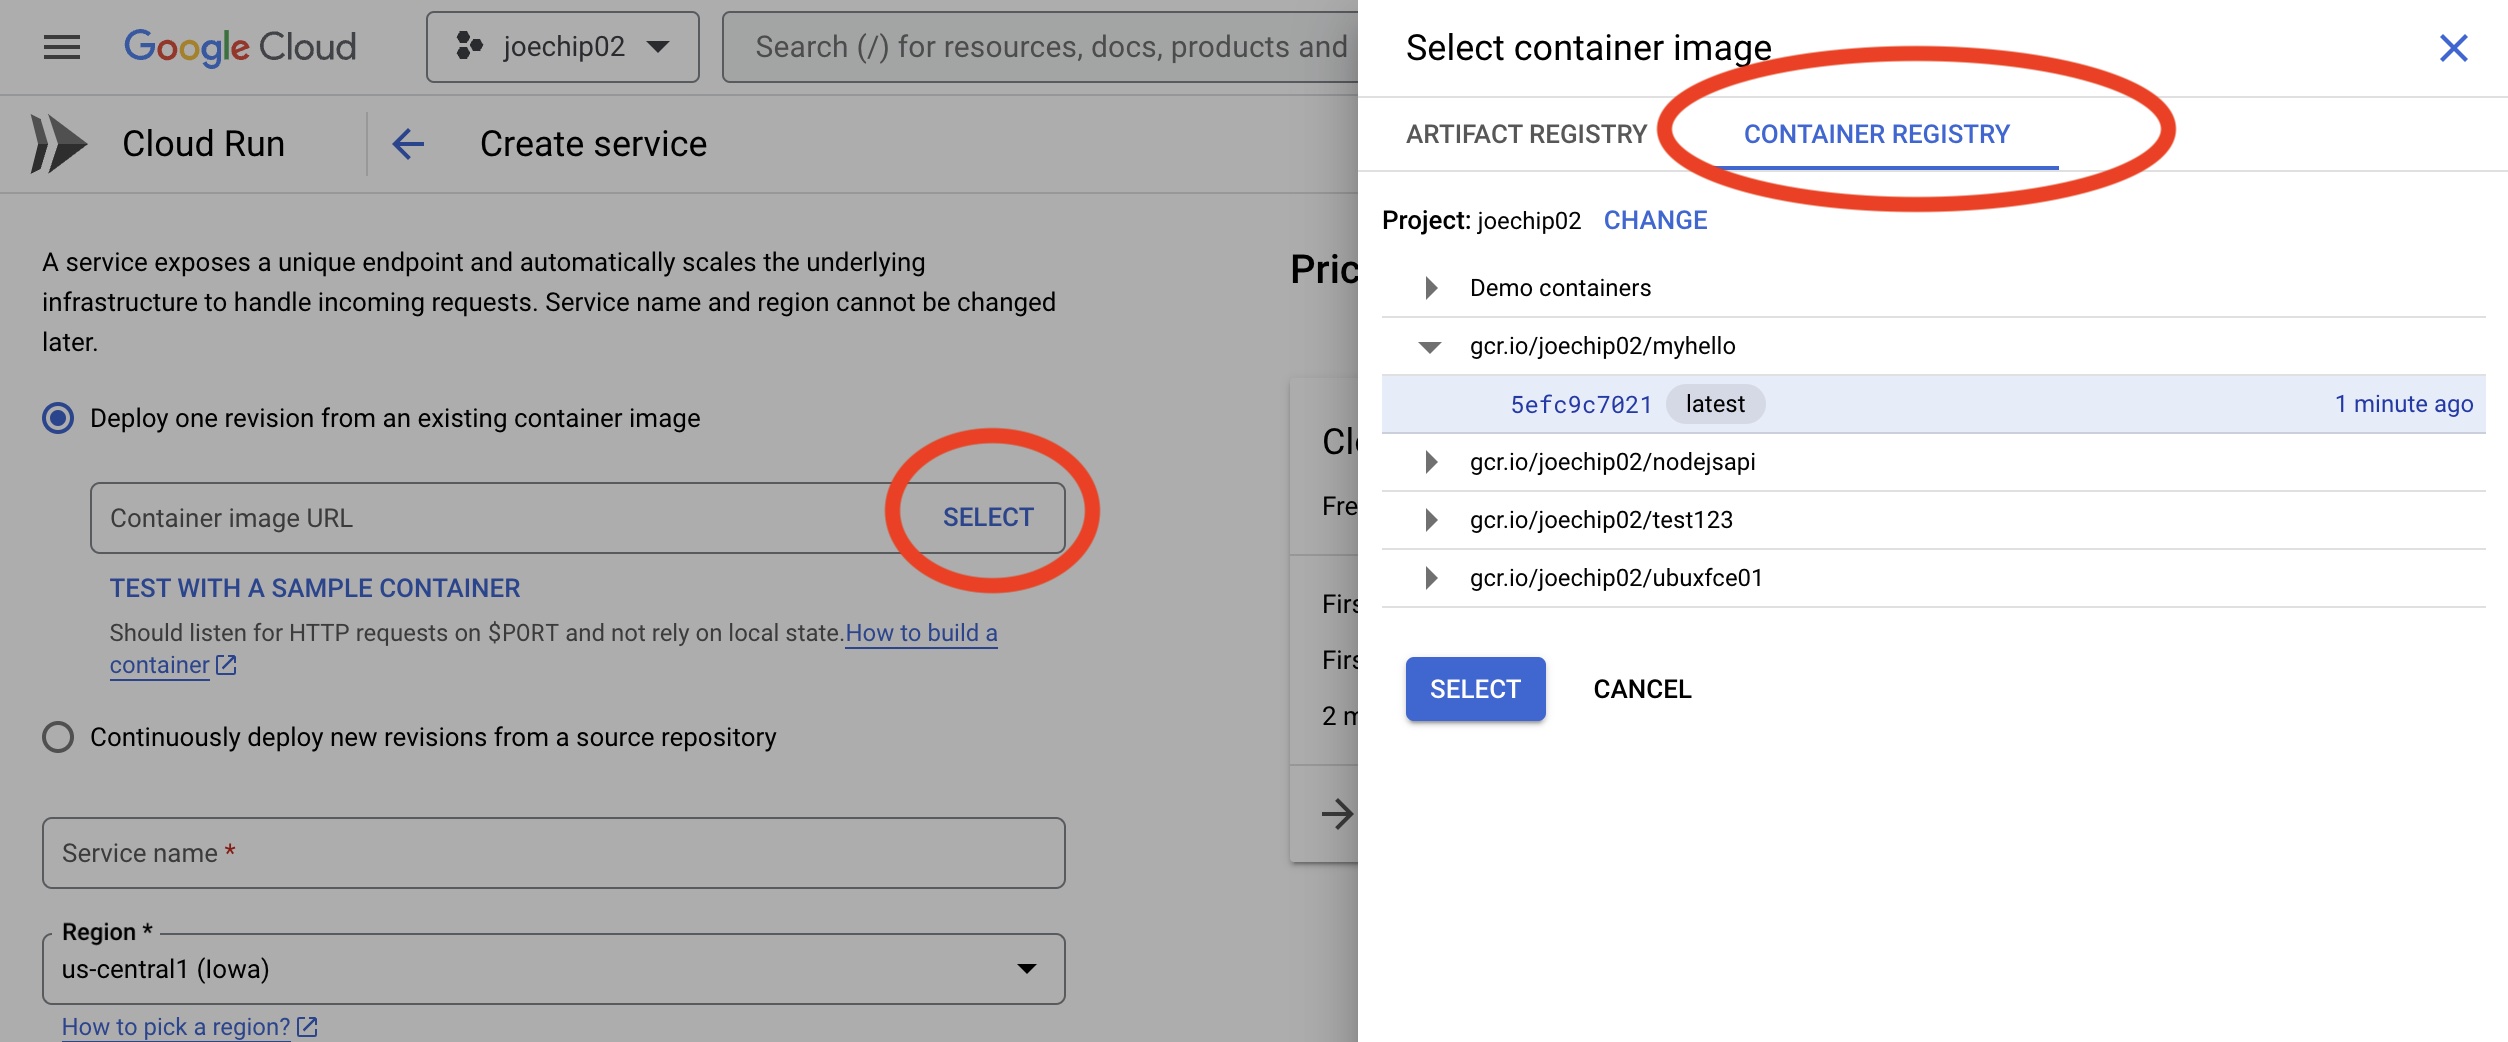 Google Cloud
joechip02
Search (/) for resources, docs, products and
Cloud Run
Create service
A service exposes a unique endpoint and automatically scales the underlying
infrastructure to handle incoming requests. Service name and region cannot be changed
later.
Deploy one revision from an existing container image
Container image URL
SELECT
TEST WITH A SAMPLE CONTAINER
Should listen for HTTP requests on $PORT and not rely on local state.How to build a
container
Continuously deploy new revisions from a source repository
Service name *
Region *
us-central1 (Iowa)
How to pick a region?
Select container image
ARTIFACT REGISTRY
CONTAINER REGISTRY
Project: joechip02 CHANGE
Demo containers
gcr.io/joechip02/myhello
5efc9c7021 latest 1 minute ago
gcr.io/joechip02/nodejsapi
gcr.io/joechip02/test123
gcr.io/joechip02/ubuxfce01
SELECT
CANCEL